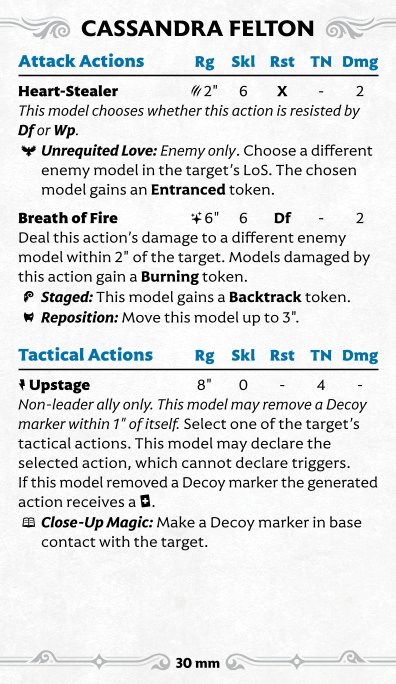 CASSANDRA FELTON
Attack Actions Rg Skl Rst TN Dmg
Heart-Stealer 2" 6 X - 2
This model chooses whether this action is resisted by
Df or Wp.
Unrequited Love: Enemy only. Choose a different
enemy model in the target's LoS. The chosen
model gains an Entranced token.
Breath of Fire 6" 6 Df - 2
Deal this action's damage to a different enemy
model within 2" of the target. Models damaged by
this action gain a Burning token.
Staged: This model gains a Backtrack token.
Reposition: Move this model up to 3".
Tactical Actions Rg Skl Rst TN Dmg
Upstage 8" 0 - 4 -
Non-leader ally only. This model may remove a Decoy
marker within 1" of itself. Select one of the target's
tactical actions. This model may declare the
selected action, which cannot declare triggers.
If this model removed a Decoy marker the generated
action receives a .
Close-Up Magic: Make a Decoy marker in base
contact with the target.
30 mm